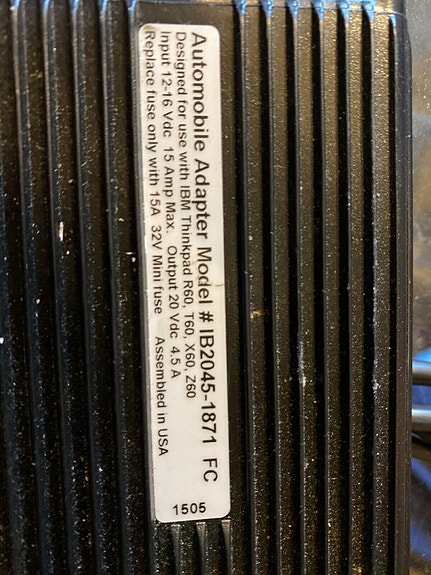 Automobile Adapter Model # IB2045-1871 FC
Designed for use with IBM Thinkpad R60, T60, X60, Z60
Input 12-16 Vdc 15 Amp Max. Output 20 Vdc 4.5 A
Replace fuse only with 15A 32V Mini fuse Assembled in USA
1505